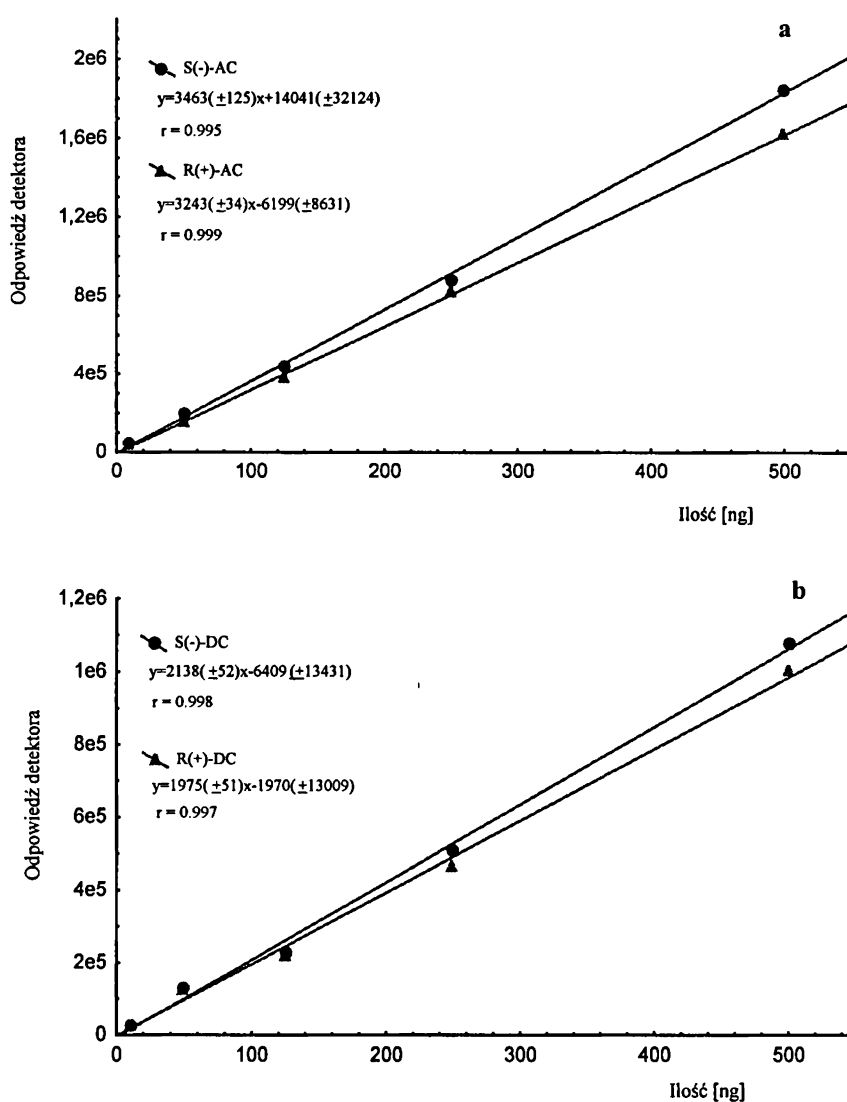 a
2e6
S(-)-AC
y=3463(±125)x+14041(±32124)
1,6e6
r = 0.995
R(+)-AC
1,2e6
y=3243(±34)x-6199(±8631)
r = 0.999
Odpowiedź detektora
8e5
4e5
0
0 100 200 300 400 500
Ilość [ng]
b
1,2e6
S(-)-DC
y=2138(±52)x-6409(±13431)
1e6
r = 0.998
R(+)-DC
8e5
y=1975(±51)x-1970(±13009)
r = 0.997
Odpowiedź detektora
6e5
4e5
2e5
0
0 100 200 300 400 500
Ilość [ng]